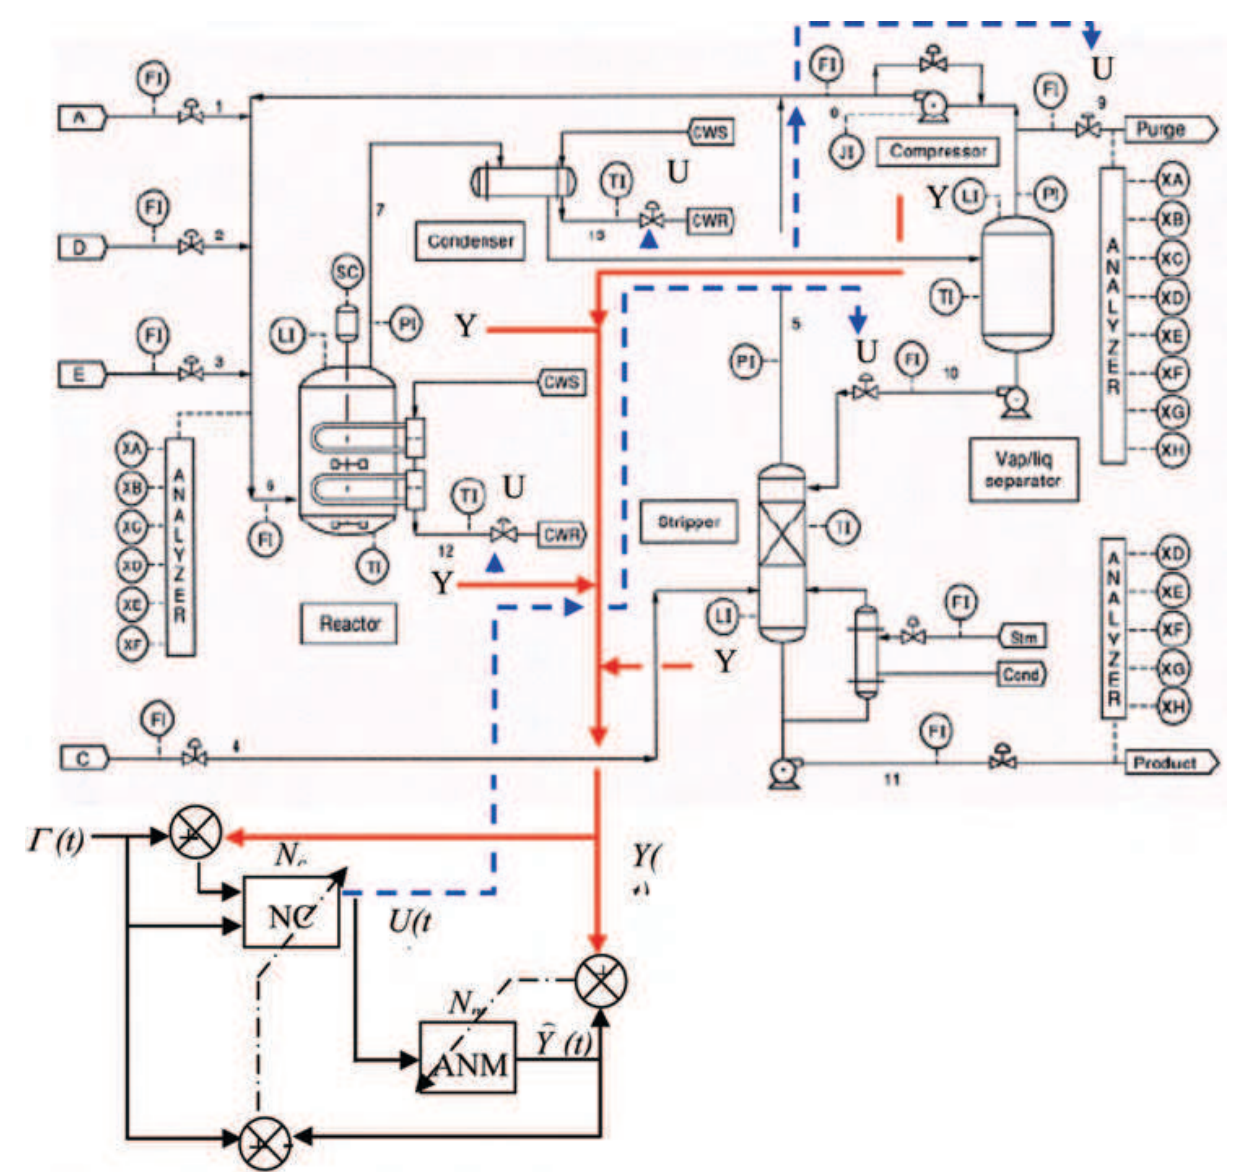 FI
U
FI
FI
A
1
CWS
8
9
Purge
JI
Compressor
TI
U
XA
FI
7
Y
LI
PI
XB
D
2
13
CWR
Condenser
XC
SC
TI
XD
FI
Y
PI
5
XE
LI
PI
U
FI
XF
E
3
CWS
10
XG
ANALYZER
XH
XA
Vap/liq
separator
XB
6
TI
U
Stripper
TI
XC
FI
12
CWR
XD
XD
TI
Y
XE
XE
ANALYZER
Reactor
LI
FI
XF
XF
Stm
XG
Y
Cond
ANALYZER
XH
FI
FI
C
4
11
Product
Γ (t)
Y(
N
NC
U(t
N
Ŷ (t)
ANM